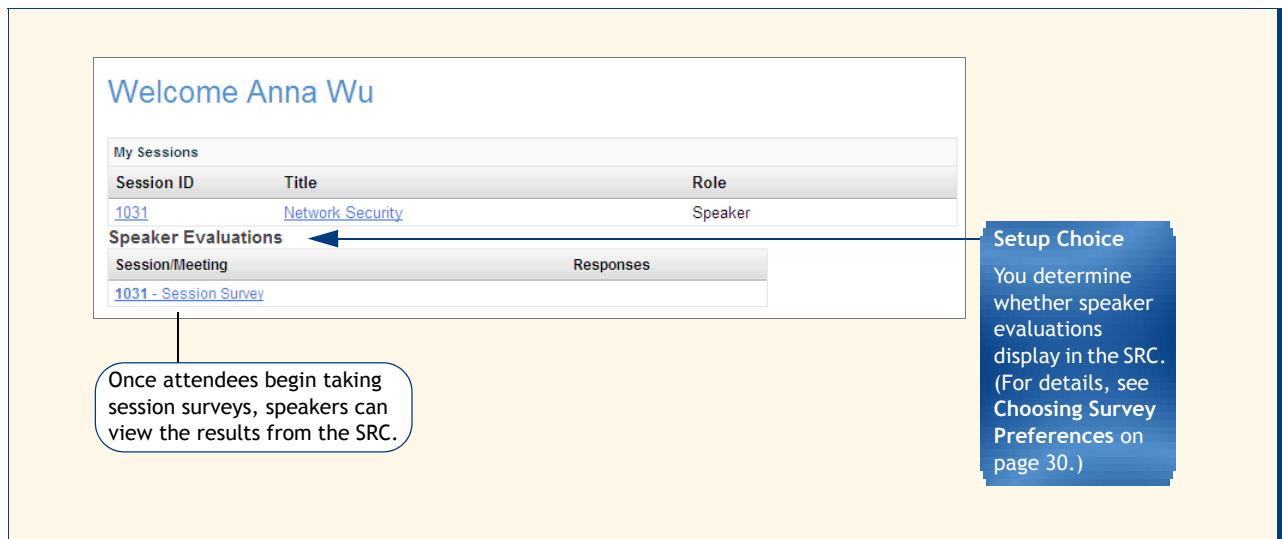 Welcome Anna Wu
My Sessions
Session ID Title Role
1031 Network Security Speaker
Speaker Evaluations
Session/Meeting Responses
1031 - Session Survey
Once attendees begin taking
session surveys, speakers can
view the results from the SRC.
Setup Choice
You determine
whether speaker
evaluations
display in the SRC.
(For details, see
Choosing Survey
Preferences on
page 30.)